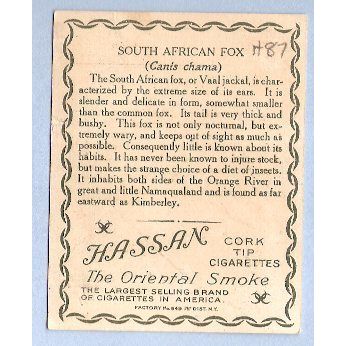 SOUTH AFRICAN FOX H87
(Canis chama)
The South African fox, or Vaal jackal, is char-
acterized by the extreme size of its ears. It is
slender and delicate in form, somewhat smaller
than the common fox. Its tail is very thick and
bushy. This fox is not only nocturnal, but ex-
tremely wary, and keeps out of sight as much as
possible. Consequently little is known about its
habits. It has never been known to injure stock,
but makes the strange choice of a diet of insects.
It inhabits both sides of the Orange River in
great and little Namaqualand and is found as far
eastward as Kimberley.
HASSAN CORK
TIP
CIGARETTES
The Oriental Smoke
THE LARGEST SELLING BRAND
OF CIGARETTES IN AMERICA.
FACTORY No. 649 1ST DIST. N.Y.